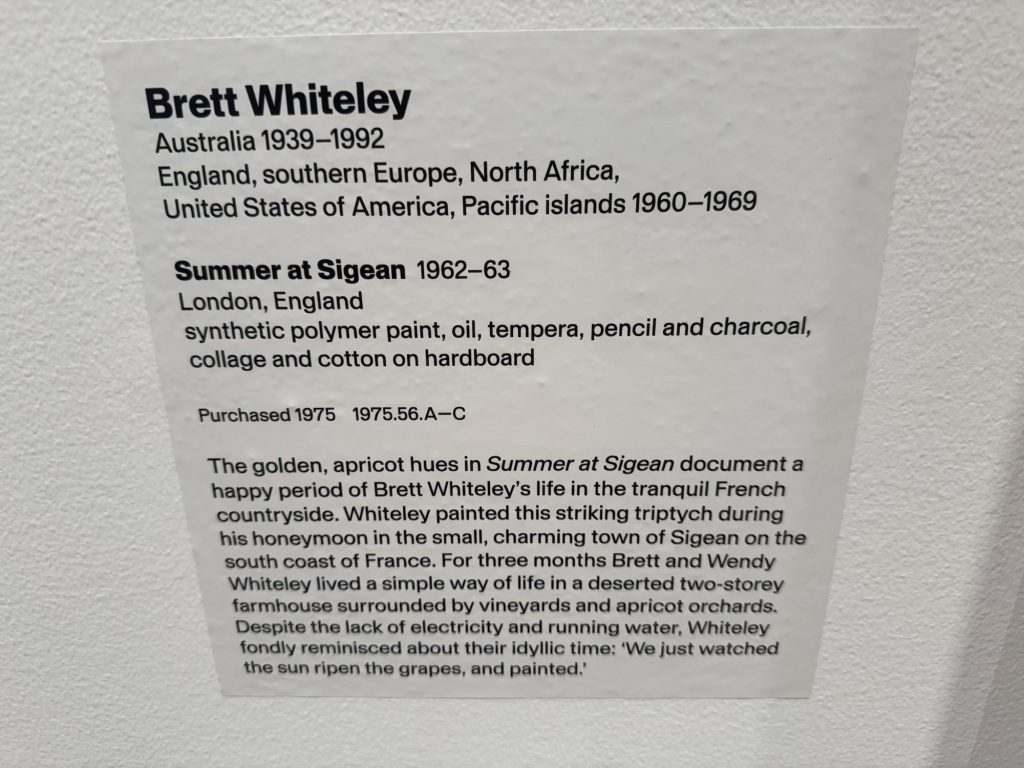 Brett Whiteley
Australia 1939–1992
England, southern Europe, North Africa,
United States of America, Pacific islands 1960–1969
Summer at Sigean 1962–63
London, England
synthetic polymer paint, oil, tempera, pencil and charcoal,
collage and cotton on hardboard
Purchased 1975 1975.56.A–C
The golden, apricot hues in Summer at Sigean document a
happy period of Brett Whiteley’s life in the tranquil French
countryside. Whiteley painted this striking triptych during
his honeymoon in the small, charming town of Sigean on the
south coast of France. For three months Brett and Wendy
Whiteley lived a simple way of life in a deserted two-storey
farmhouse surrounded by vineyards and apricot orchards.
Despite the lack of electricity and running water, Whiteley
fondly reminisced about their idyllic time: ‘We just watched
the sun ripen the grapes, and painted.’